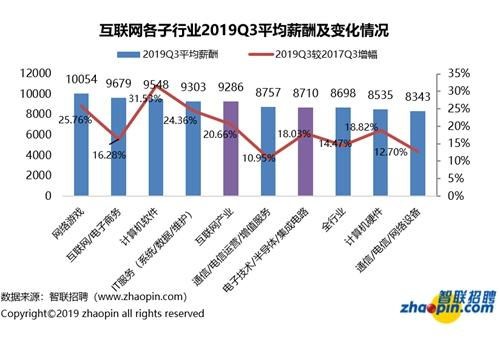 互联网各子行业2019Q3平均薪酬及变化情况
2019Q3平均薪酬
2019Q3较2017Q3增幅
12000
10000
8000
6000
4000
2000
0
35%
30%
25%
20%
15%
10%
5%
0%
10054
9679
9548
9303
9286
8757
8710
8698
8535
8343
25.76%
16.28%
31.53%
24.36%
20.66%
10.95%
18.03%
14.47%
18.82%
12.70%
网络游戏
互联网/电子商务
计算机软件
IT服务（系统/数据/维护）
互联网产业
通信/电信运营/增值服务
电子技术/半导体/集成电路
全行业
计算机硬件
通信/电信/网络设备
数据来源：智联招聘（www.zhaopin.com）
Copyright©2019 zhaopin all rights reserved
智联招聘
zhaopin.com